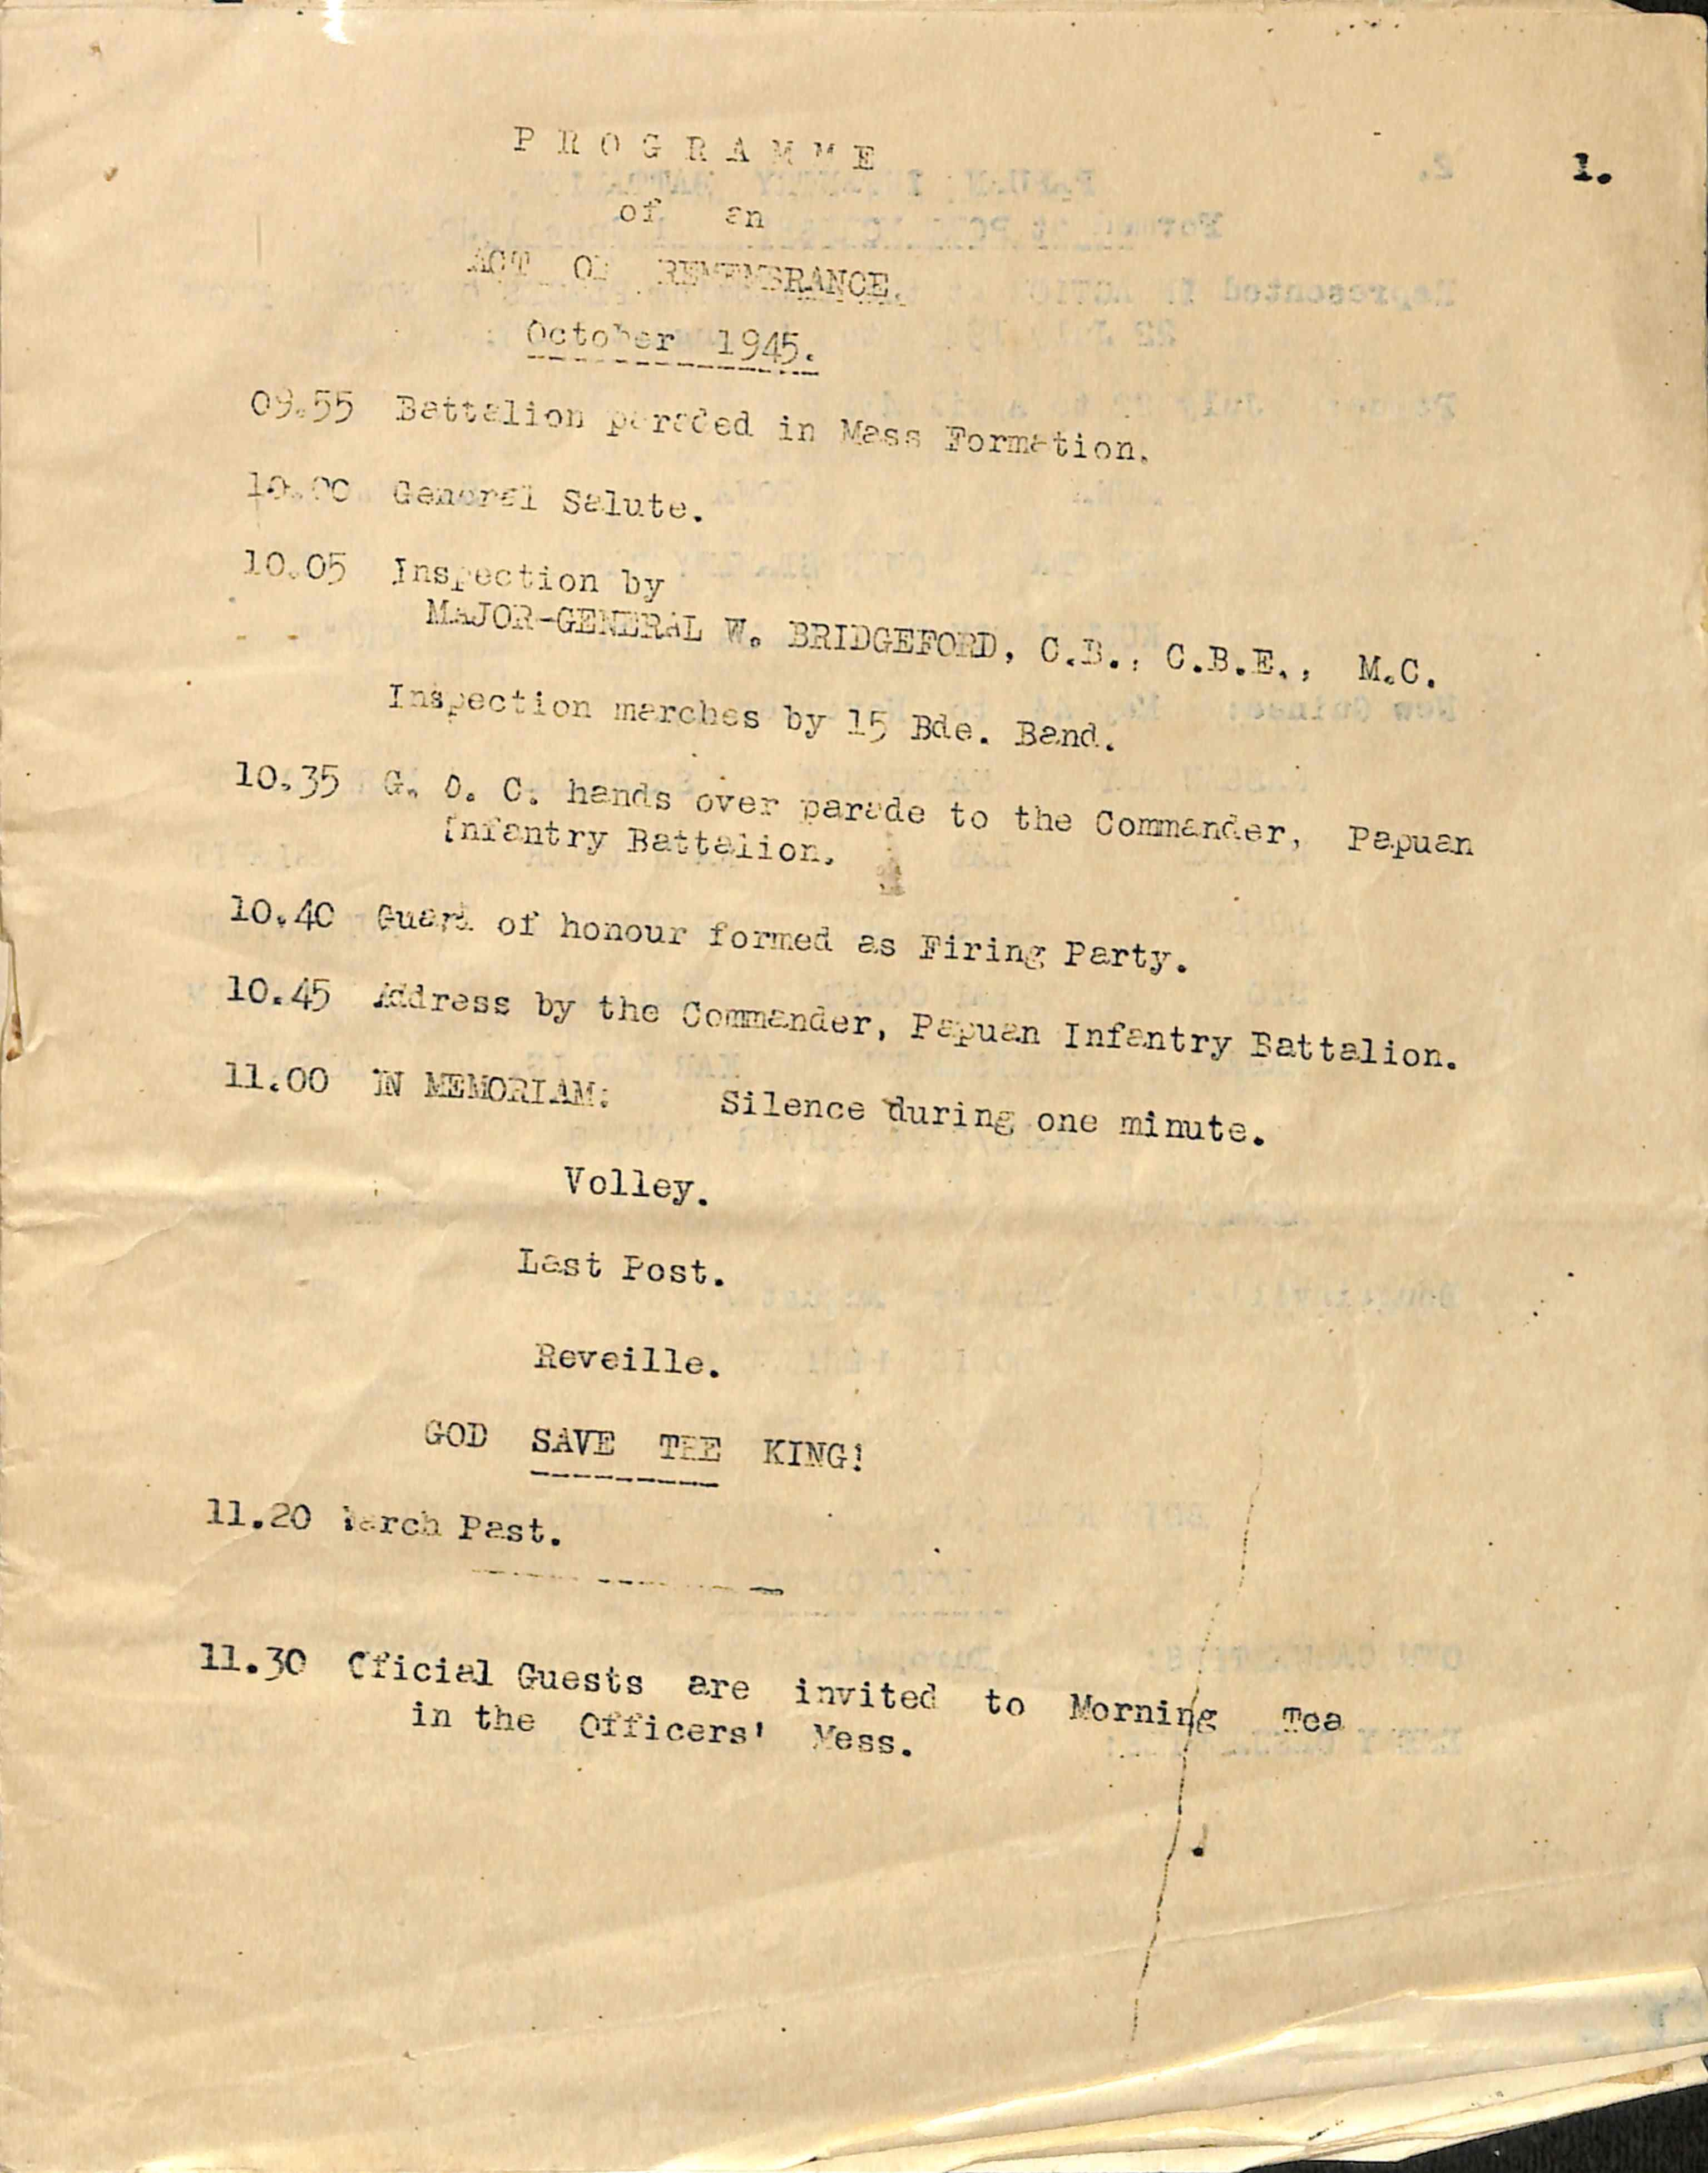 1.
P R O G R A M M E
of an
ACT OF REMEMBRANCE.
October 1945.
09.55 Battalion paraded in Mass Formation.
10.00 General Salute.
10.05 Inspection by
MAJOR-GENERAL W. BRIDGEFORD, C.B., C.B.E., M.C.
Inspection marches by 15 Bde. Band.
10.35 G. O. C. hands over parade to the Commander, Papuan
Infantry Battalion.
10.40 Guard of honour formed as Firing Party.
10.45 Address by the Commander, Papuan Infantry Battalion.
11.00 IN MEMORIAM: Silence during one minute.
Volley.
Last Post.
Reveille.
GOD SAVE THE KING!
11.20 March Past.
11.30 Official Guests are invited to Morning Tea
in the Officers' Mess.